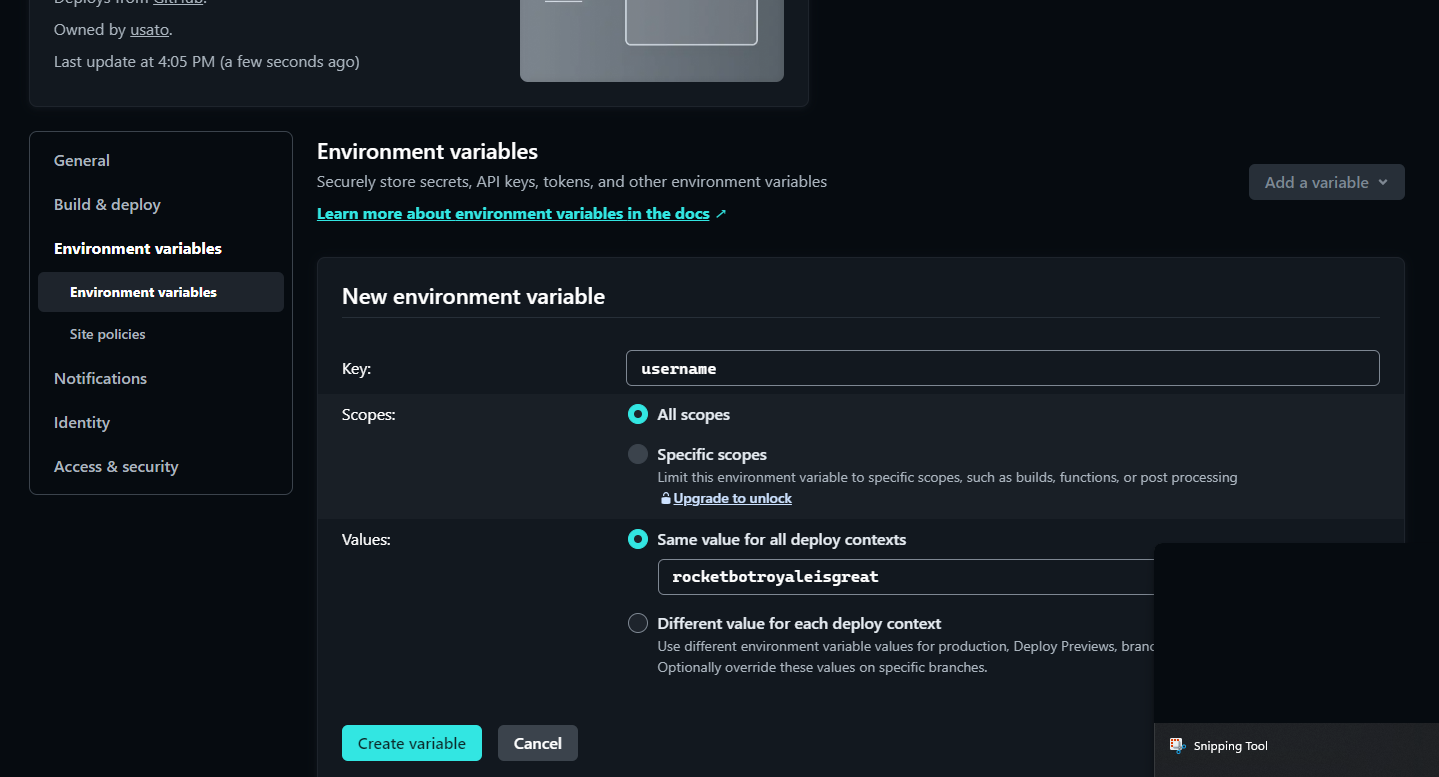 Deploys from GitHub.
Owned by usato.
Last update at 4:05 PM (a few seconds ago)
General
Build & deploy
Environment variables
Environment variables
Site policies
Notifications
Identity
Access & security
Environment variables
Securely store secrets, API keys, tokens, and other environment variables
Learn more about environment variables in the docs ↗
Add a variable
New environment variable
Key:
username
Scopes:
All scopes
Specific scopes
Limit this environment variable to specific scopes, such as builds, functions, or post processing
Upgrade to unlock
Values:
Same value for all deploy contexts
rocketbotroyaleisgreat
Different value for each deploy context
Use different environment variable values for production, Deploy Previews, branc
Optionally override these values on specific branches.
Create variable
Cancel
Snipping Tool